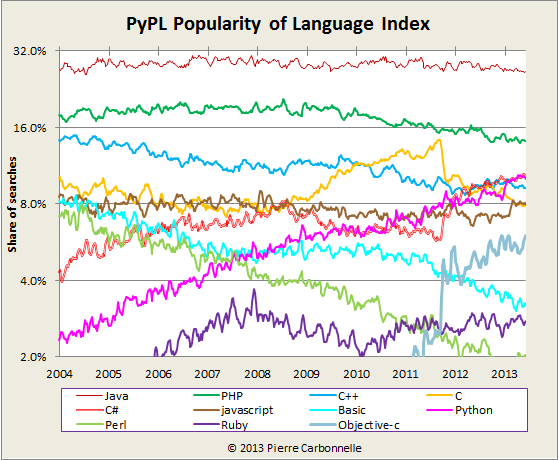 PyPL Popularity of Language Index
Share of searches
32.0%
16.0%
8.0%
4.0%
2.0%
2004 2005 2006 2007 2008 2009 2010 2011 2012 2013
Java PHP C++ C
C# javascript Basic Python
Perl Ruby Objective-c
© 2013 Pierre Carbonnelle